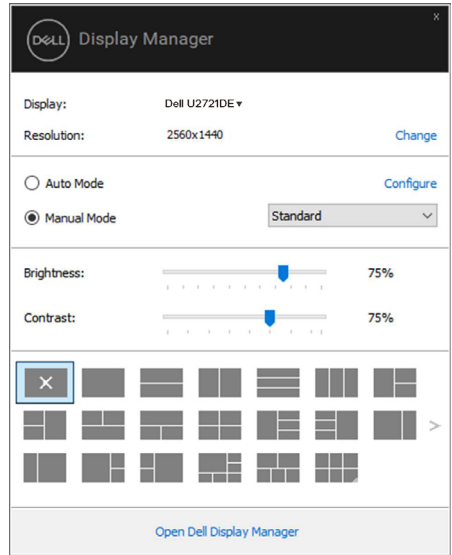 x
DELL Display Manager
Display: Dell U2721DE ▾
Resolution: 2560x1440 Change
Auto Mode Configure
Manual Mode Standard
Brightness: 75%
Contrast: 75%
Open Dell Display Manager